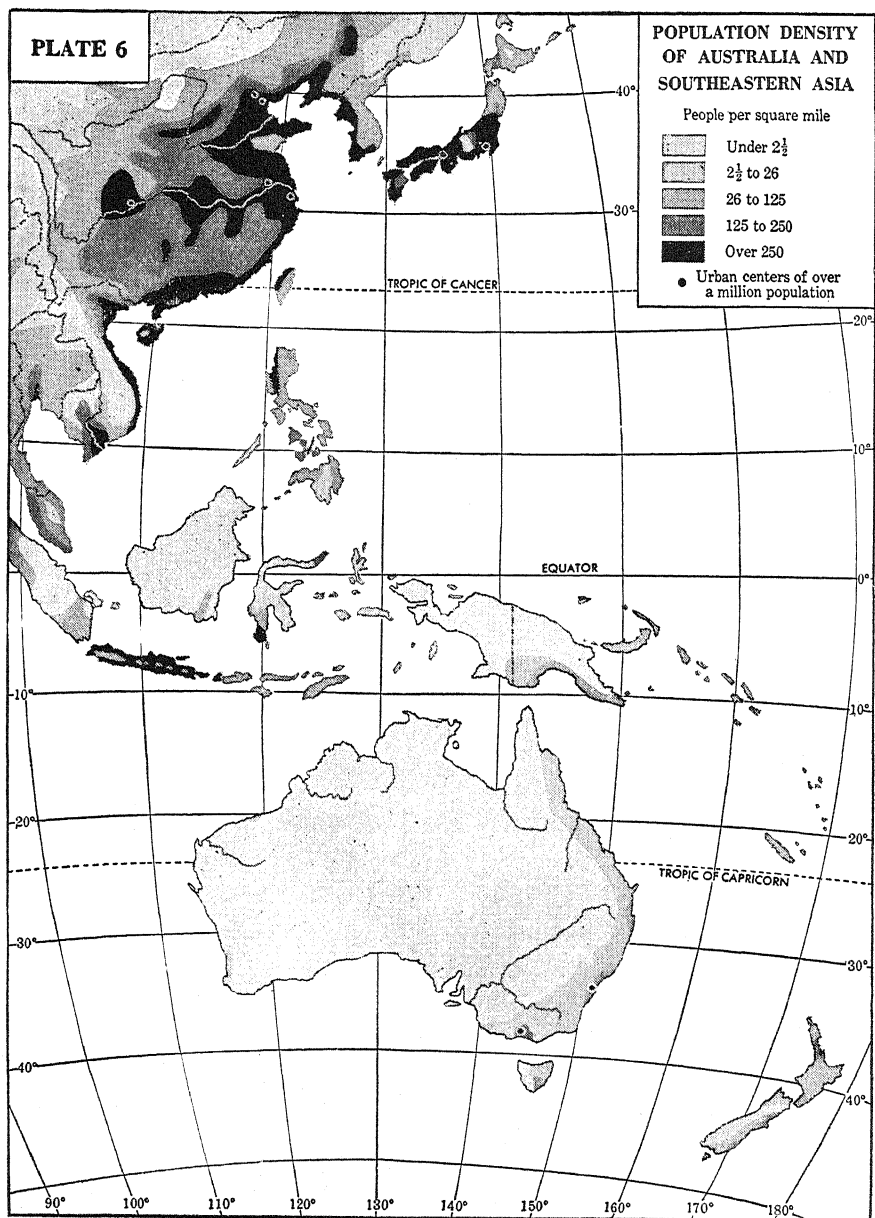 PLATE 6
POPULATION DENSITY
OF AUSTRALIA AND
SOUTHEASTERN ASIA
People per square mile
Under 2½
2½ to 26
26 to 125
125 to 250
Over 250
Urban centers of over
a million population
40°
30°
TROPIC OF CANCER
20°
10°
EQUATOR
0°
10°
10°
20°
20°
TROPIC OF CAPRICORN
30°
30°
40°
40°
90°
100°
110°
120°
130°
140°
150°
160°
170°
180°